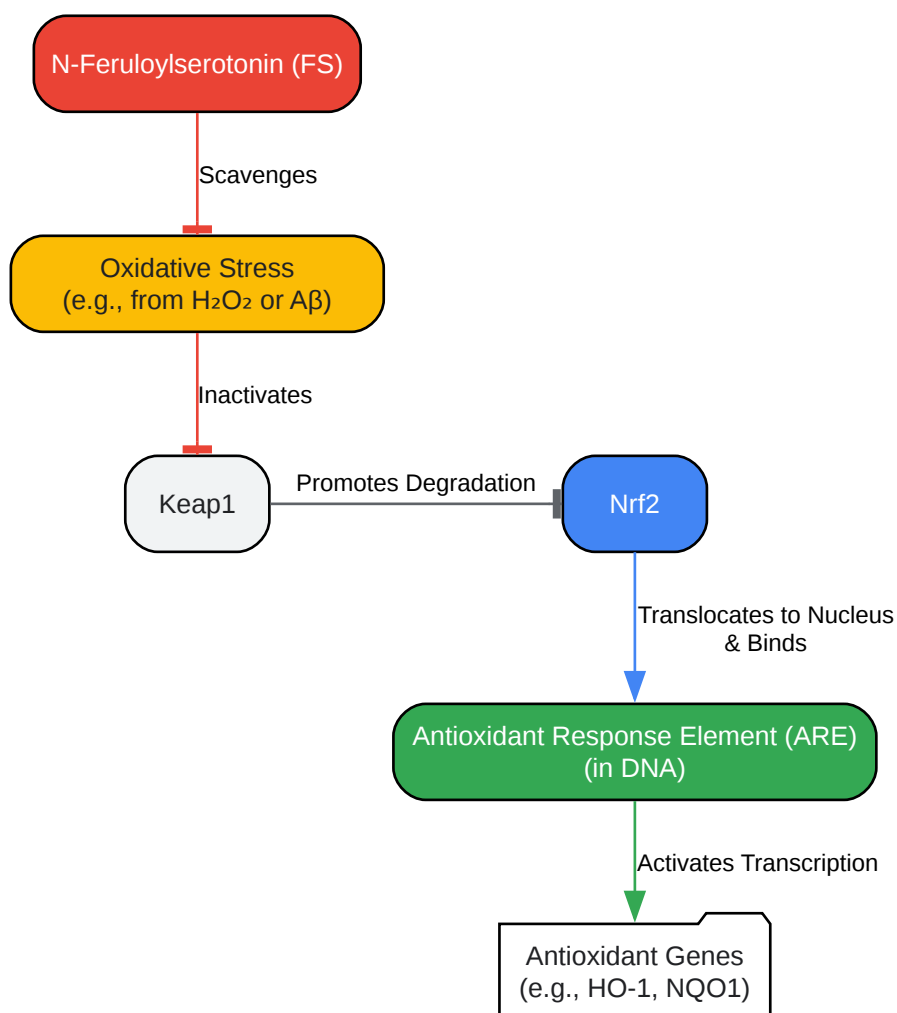 N-Feruloylserotonin (FS)
Scavenges
Oxidative Stress
(e.g., from H₂O₂ or Aβ)
Inactivates
Keap1
Promotes Degradation
Nrf2
Translocates to Nucleus
& Binds
Antioxidant Response Element (ARE)
(in DNA)
Activates Transcription
Antioxidant Genes
(e.g., HO-1, NQO1)